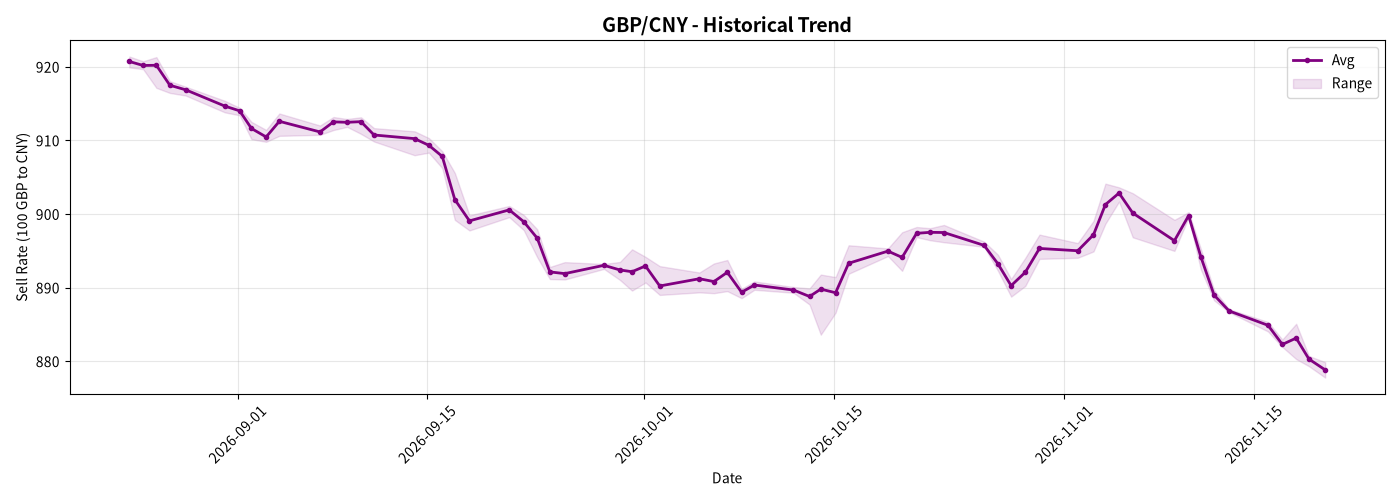 GBP/CNY - Historical Trend
Avg
Range
Sell Rate (100 GBP to CNY)
920
910
900
890
880
2026-09-01
2026-09-15
2026-10-01
2026-10-15
2026-11-01
2026-11-15
Date